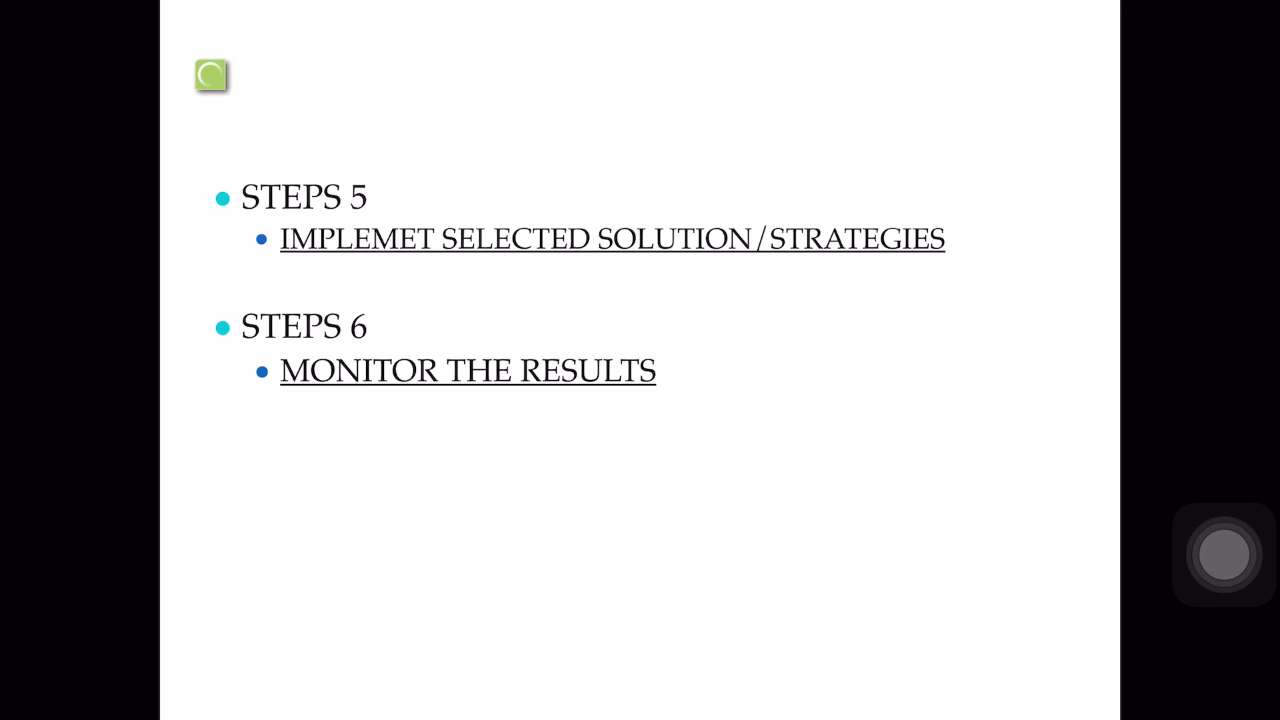 STEPS 5
IMPLEMET SELECTED SOLUTION/STRATEGIES
STEPS 6
MONITOR THE RESULTS